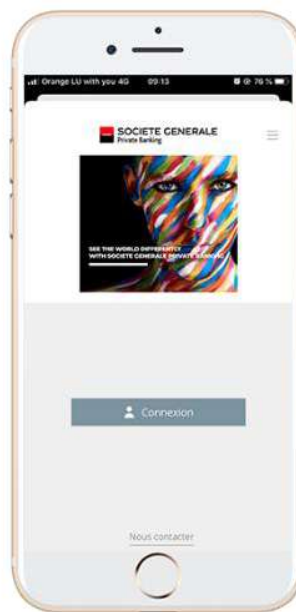 Orange LU with you 4G 09:13 76 %
SOCIETE GENERALE
Private Banking
SEE THE WORLD DIFFERENTLY
WITH SOCIETE GENERALE PRIVATE BANKING
Connexion
Nous contacter